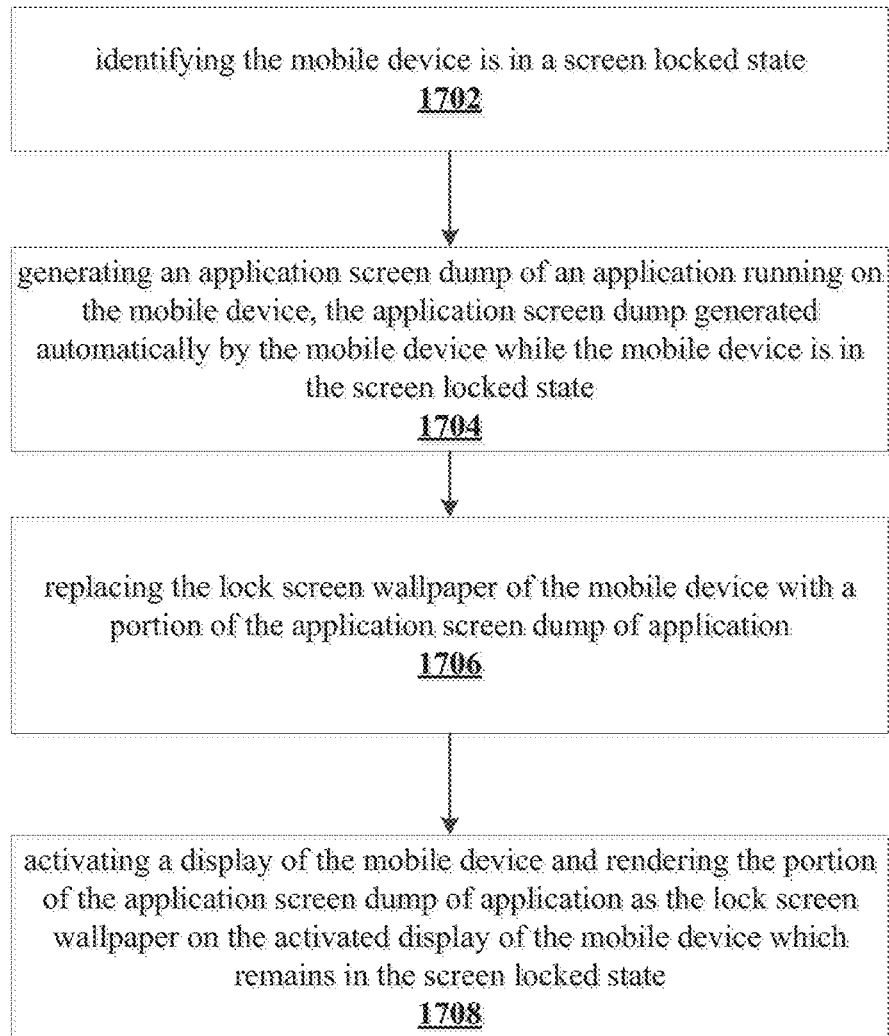 identifying the mobile device is in a screen locked state
1702
generating an application screen dump of an application running on
the mobile device, the application screen dump generated
automatically by the mobile device while the mobile device is in
the screen locked state
1704
replacing the lock screen wallpaper of the mobile device with a
portion of the application screen dump of application
1706
activating a display of the mobile device and rendering the portion
of the application screen dump of application as the lock screen
wallpaper on the activated display of the mobile device which
remains in the screen locked state
1708